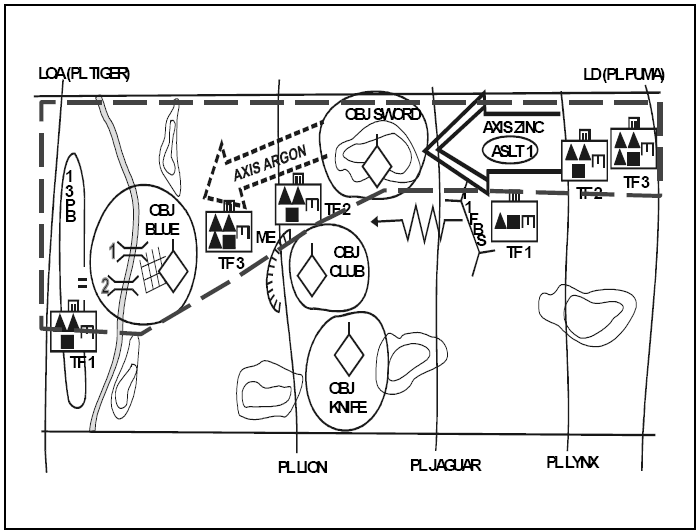 LOA (PL TIGER)
LD (PL PUMA)
OBJ SWORD
AXIS ZINC
ASLT 1
AXIS ARGON
E
TF 2
E
TF 3
1
3
P
B
OBJ
BLUE
1
2
E
TF 3
E
TF 2
ME
1
F
B
S
E
TF 1
OBJ
CLUB
E
TF 1
OBJ
KNIFE
PL LION
PL JAGUAR
PL LYNX